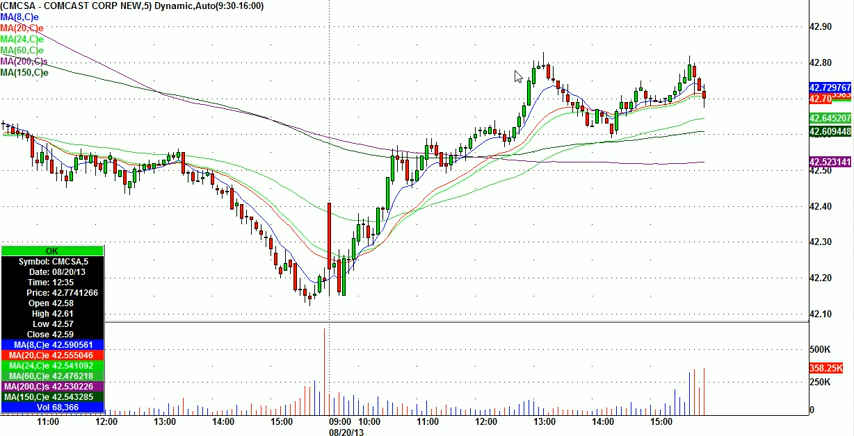 (CMCSA - COMCAST CORP NEW,5) Dynamic,Auto(9:30-16:00)
MA(8,C)e
MA(20,C)e
MA(24,C)e
MA(60,C)e
MA(200,C)s
MA(150,C)e
42.90
42.80
42.729767
42.70
42.645207
42.609448
42.523141
42.50
42.40
42.30
42.20
42.10
OK
Symbol: CMCSA,5
Date: 08/20/13
Time: 12:35
Price: 42.7741266
Open 42.58
High 42.61
Low 42.57
Close 42.59
MA(8,C)e 42.590561
MA(20,C)e 42.555046
MA(24,C)e 42.541092
MA(60,C)e 42.476218
MA(200,C)s 42.530226
MA(150,C)e 42.543285
Vol 68,366
500K
358.25K
250K
0
11:00 12:00 13:00 14:00 15:00 09:00 10:00 11:00 12:00 13:00 14:00 15:00
08/20/13